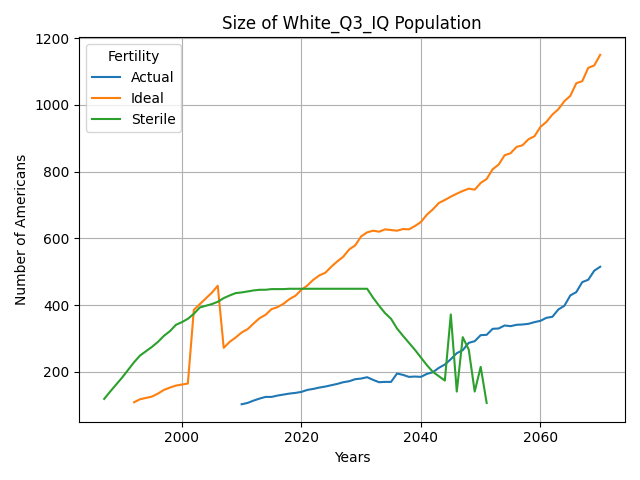 Size of White_Q3_IQ Population
Number of Americans
1200
1000
800
600
400
200
Fertility
Actual
Ideal
Sterile
2000
2020
2040
2060
Years